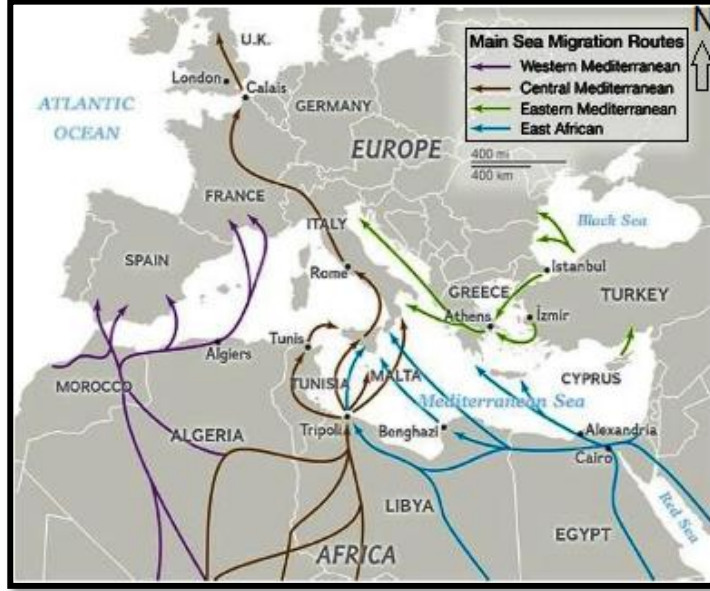 N
Main Sea Migration Routes
Western Mediterranean
Central Mediterranean
Eastern Mediterranean
East African
400 mi
400 km
U.K.
London
Calais
ATLANTIC
OCEAN
GERMANY
EUROPE
FRANCE
ITALY
Black Sea
SPAIN
Rome
Istanbul
GREECE
TURKEY
Athens
İzmir
Tunis
Algiers
MOROCCO
TUNISIA
MALTA
CYPRUS
Mediterranean Sea
ALGERIA
Tripoli
Benghazi
Alexandria
Cairo
LIBYA
EGYPT
Red Sea
AFRICA